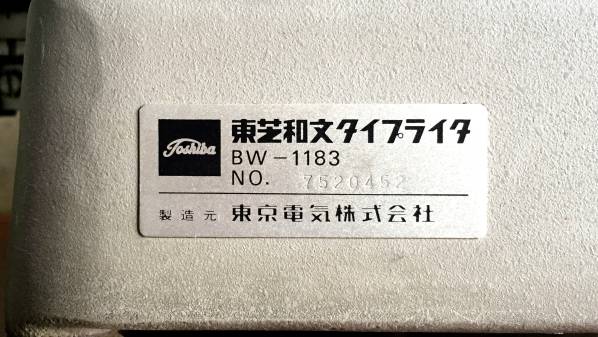 Toshiba
東芝和文タイプライタ
BW-1183
NO. 7520452
製造元 東京電気株式会社